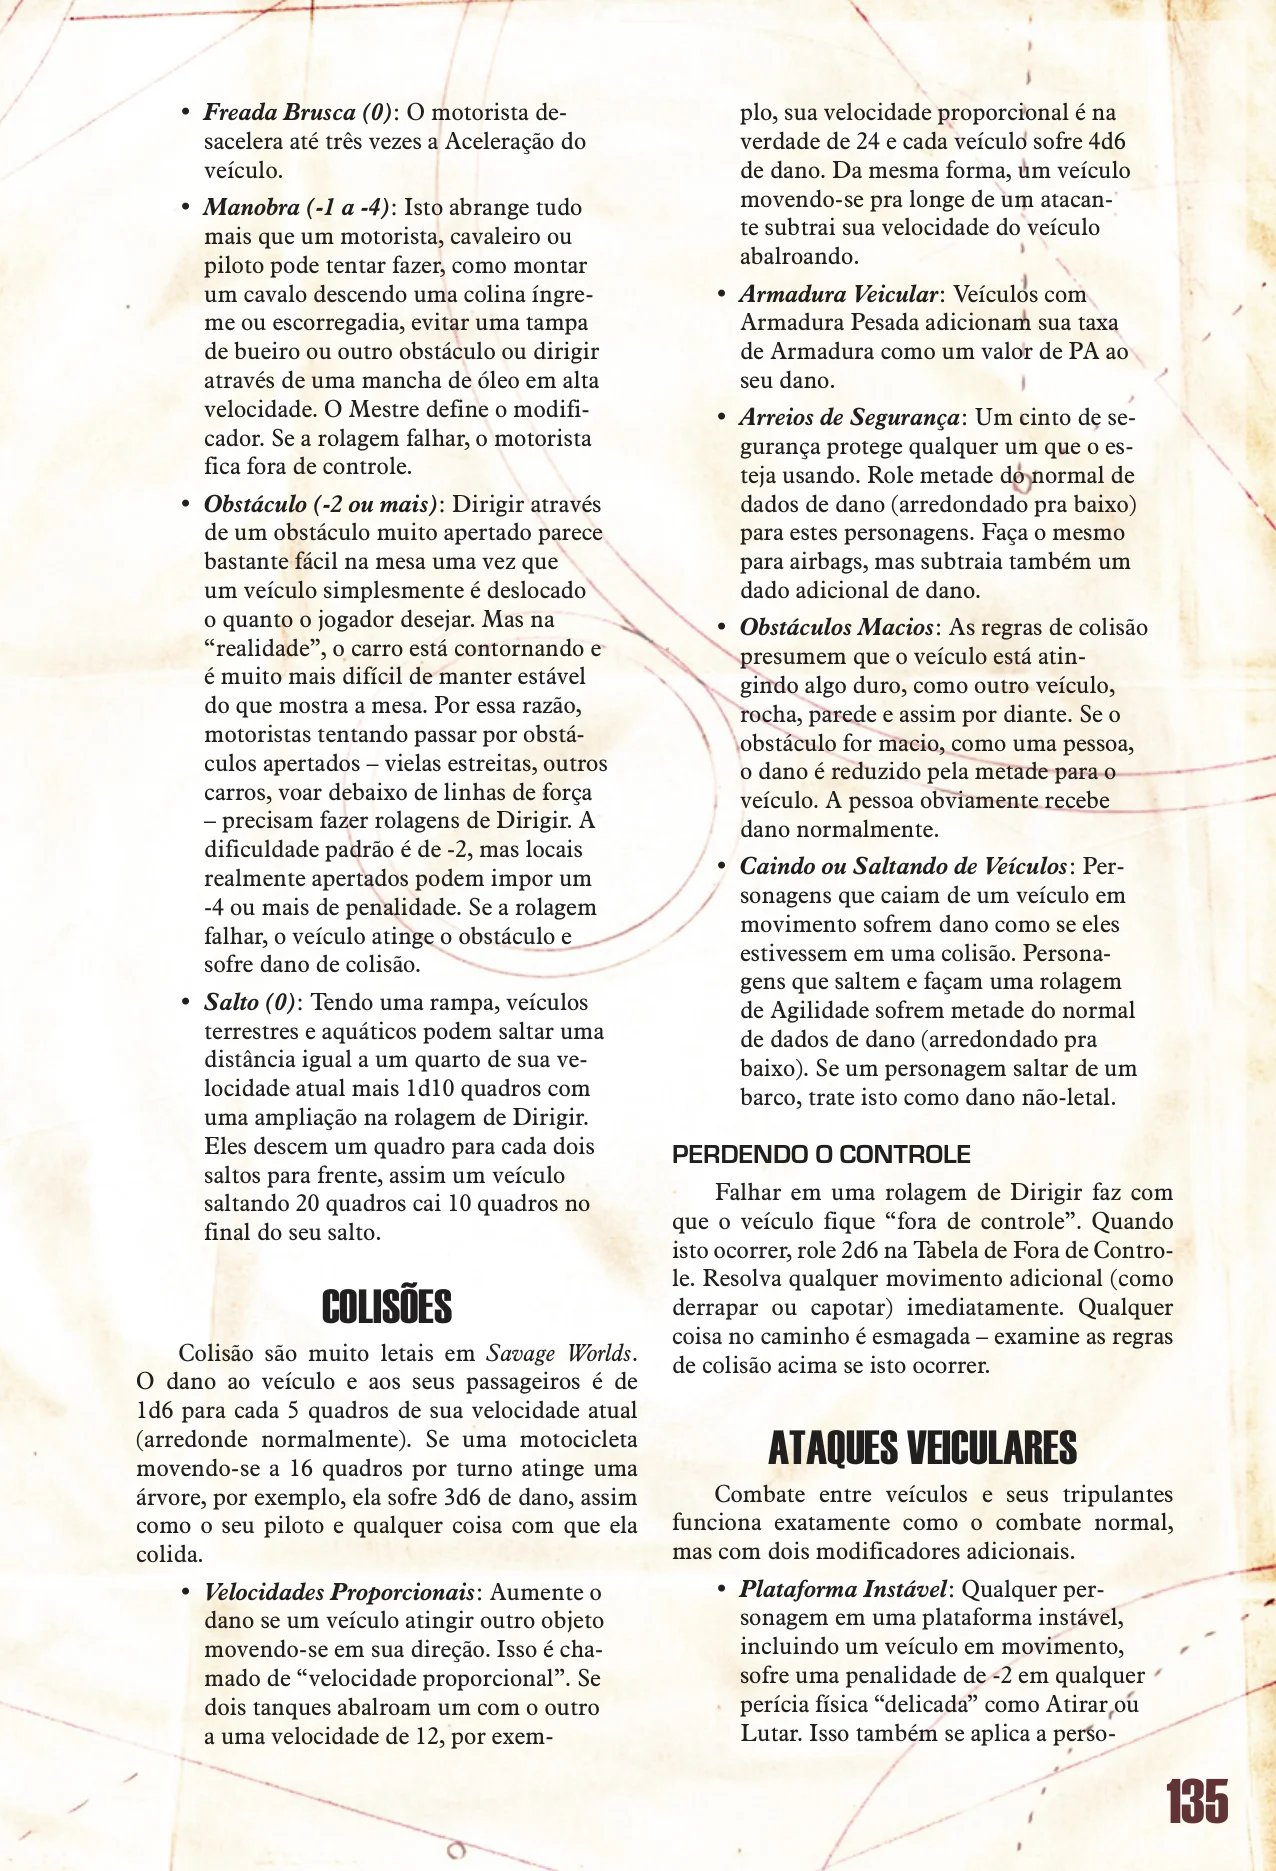 • Freada Brusca (0): O motorista de-
sacelera até três vezes a Aceleração do
veículo.
• Manobra (-1 a -4): Isto abrange tudo
mais que um motorista, cavaleiro ou
piloto pode tentar fazer, como montar
um cavalo descendo uma colina íngre-
me ou escorregadia, evitar uma tampa
de bueiro ou outro obstáculo ou dirigir
através de uma mancha de óleo em alta
velocidade. O Mestre define o modifi-
cador. Se a rolagem falhar, o motorista
fica fora de controle.
• Obstáculo (-2 ou mais): Dirigir através
de um obstáculo muito apertado parece
bastante fácil na mesa uma vez que
um veículo simplesmente é deslocado
o quanto o jogador desejar. Mas na
“realidade”, o carro está contornando e
é muito mais difícil de manter estável
do que mostra a mesa. Por essa razão,
motoristas tentando passar por obstá-
culos apertados – vielas estreitas, outros
carros, voar debaixo de linhas de força
– precisam fazer rolagens de Dirigir. A
dificuldade padrão é de -2, mas locais
realmente apertados podem impor um
-4 ou mais de penalidade. Se a rolagem
falhar, o veículo atinge o obstáculo e
sofre dano de colisão.
• Salto (0): Tendo uma rampa, veículos
terrestres e aquáticos podem saltar uma
distância igual a um quarto de sua ve-
locidade atual mais 1d10 quadros com
uma ampliação na rolagem de Dirigir.
Eles descem um quadro para cada dois
saltos para frente, assim um veículo
saltando 20 quadros cai 10 quadros no
final do seu salto.
COLISÕES
Colisão são muito letais em Savage Worlds.
O dano ao veículo e aos seus passageiros é de
1d6 para cada 5 quadros de sua velocidade atual
(arredonde normalmente). Se uma motocicleta
movendo-se a 16 quadros por turno atinge uma
árvore, por exemplo, ela sofre 3d6 de dano, assim
como o seu piloto e qualquer coisa com que ela
colida.
• Velocidades Proporcionais: Aumente o
dano se um veículo atingir outro objeto
movendo-se em sua direção. Isso é cha-
mado de “velocidade proporcional”. Se
dois tanques abalroam um com o outro
a uma velocidade de 12, por exem-
plo, sua velocidade proporcional é na
verdade de 24 e cada veículo sofre 4d6
de dano. Da mesma forma, um veículo
movendo-se pra longe de um atacan-
te subtrai sua velocidade do veículo
abalroando.
• Armadura Veicular: Veículos com
Armadura Pesada adicionam sua taxa
de Armadura como um valor de PA ao
seu dano.
• Arreios de Segurança: Um cinto de se-
gurança protege qualquer um que o es-
teja usando. Role metade do normal de
dados de dano (arredondado pra baixo)
para estes personagens. Faça o mesmo
para airbags, mas subtraia também um
dado adicional de dano.
• Obstáculos Macios: As regras de colisão
presumem que o veículo está atin-
gindo algo duro, como outro veículo,
rocha, parede e assim por diante. Se o
obstáculo for macio, como uma pessoa,
o dano é reduzido pela metade para o
veículo. A pessoa obviamente recebe
dano normalmente.
• Caindo ou Saltando de Veículos: Per-
sonagens que caiam de um veículo em
movimento sofrem dano como se eles
estivessem em uma colisão. Persona-
gens que saltem e façam uma rolagem
de Agilidade sofrem metade do normal
de dados de dano (arredondado pra
baixo). Se um personagem saltar de um
barco, trate isto como dano não-letal.
PERDENDO O CONTROLE
Falhar em uma rolagem de Dirigir faz com
que o veículo fique “fora de controle”. Quando
isto ocorrer, role 2d6 na Tabela de Fora de Contro-
le. Resolva qualquer movimento adicional (como
derrapar ou capotar) imediatamente. Qualquer
coisa no caminho é esmagada – examine as regras
de colisão acima se isto ocorrer.
ATAQUES VEICULARES
Combate entre veículos e seus tripulantes
funciona exatamente como o combate normal,
mas com dois modificadores adicionais.
• Plataforma Instável: Qualquer per-
sonagem em uma plataforma instável,
incluindo um veículo em movimento,
sofre uma penalidade de -2 em qualquer
perícia física “delicada” como Atirar ou
Lutar. Isso também se aplica a perso-
135